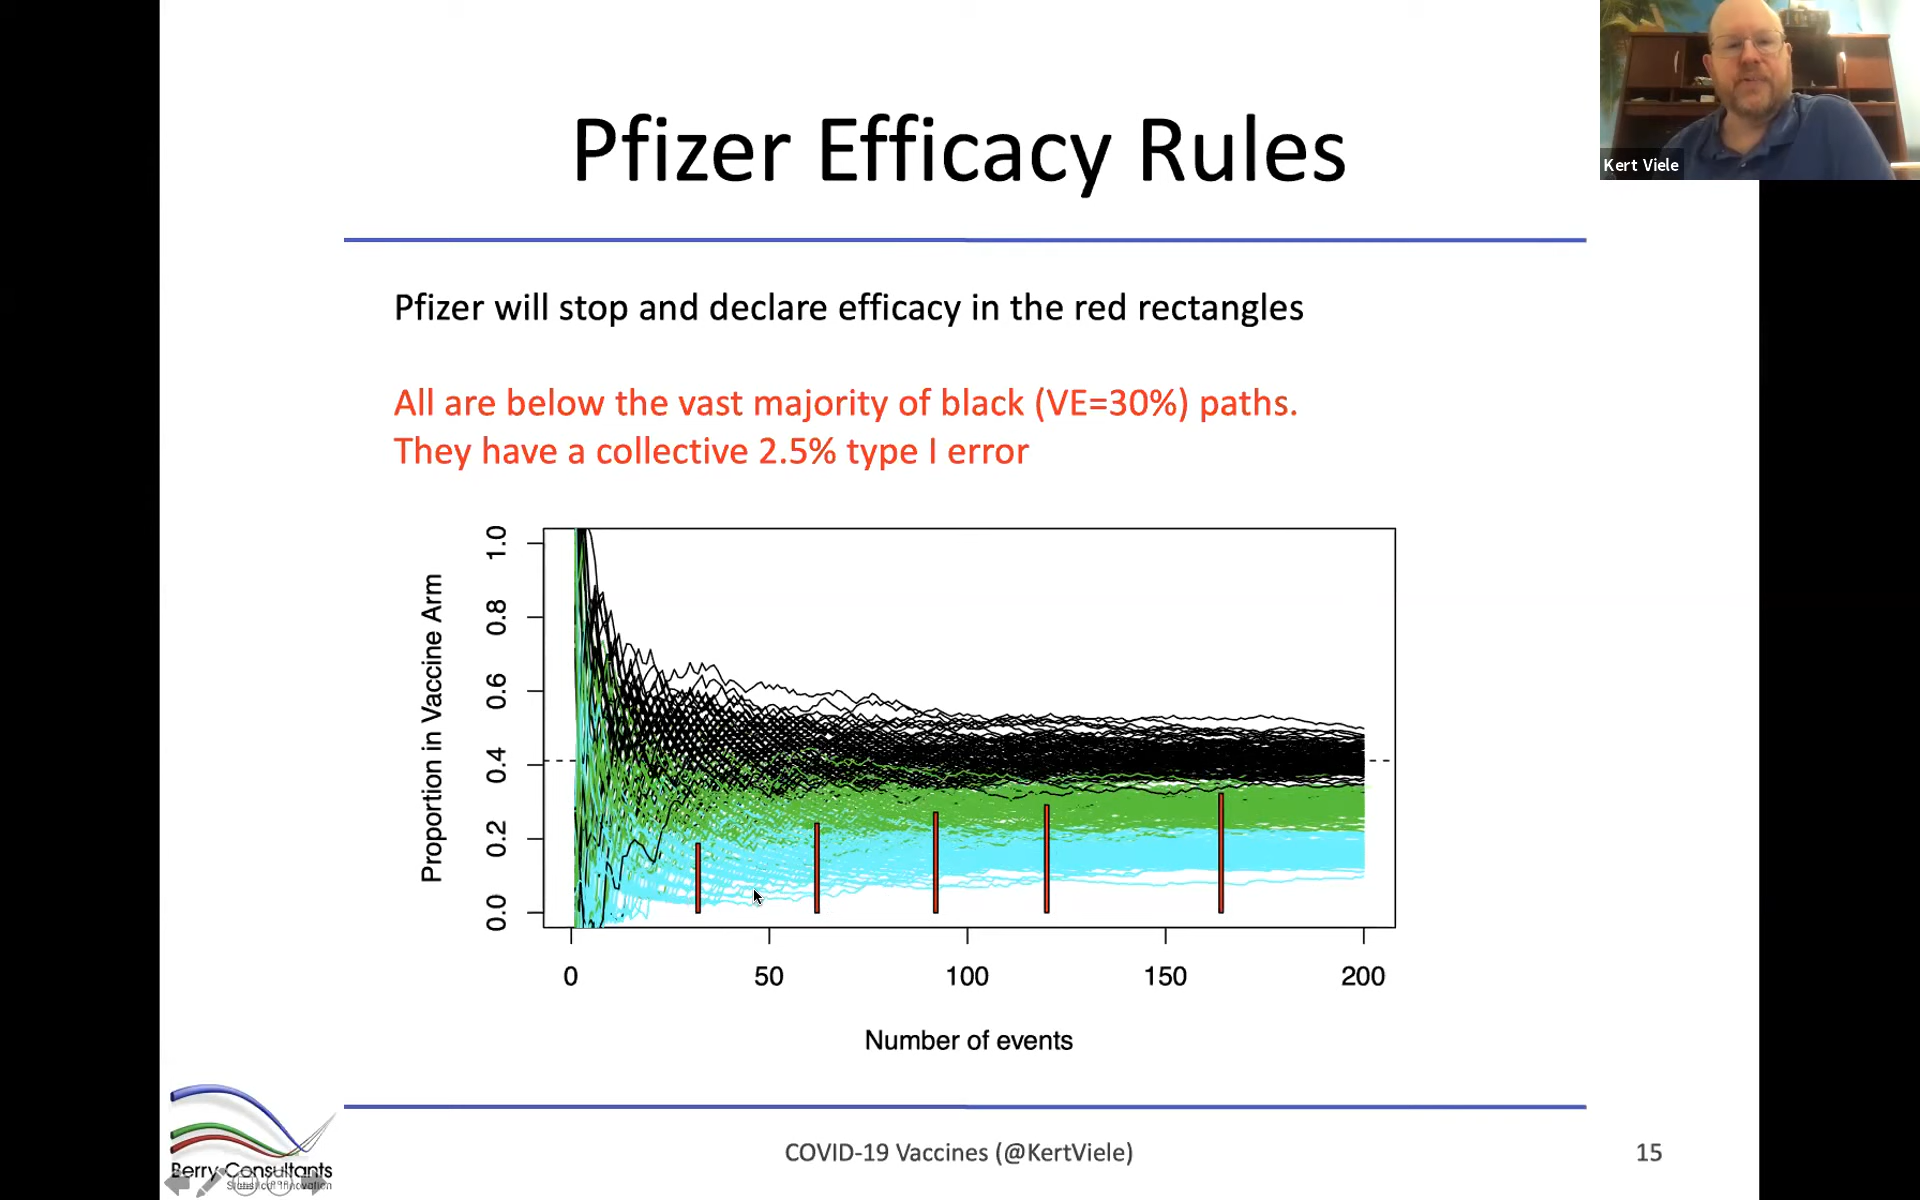 Pfizer Efficacy Rules
Kert Viele
Pfizer will stop and declare efficacy in the red rectangles
All are below the vast majority of black (VE=30%) paths.
They have a collective 2.5% type I error
Proportion in Vaccine Arm
1.0
0.8
0.6
0.4
0.2
0.0
0 50 100 150 200
Number of events
Berry Consultants
Statistical Innovation
COVID-19 Vaccines (@KertViele)
15